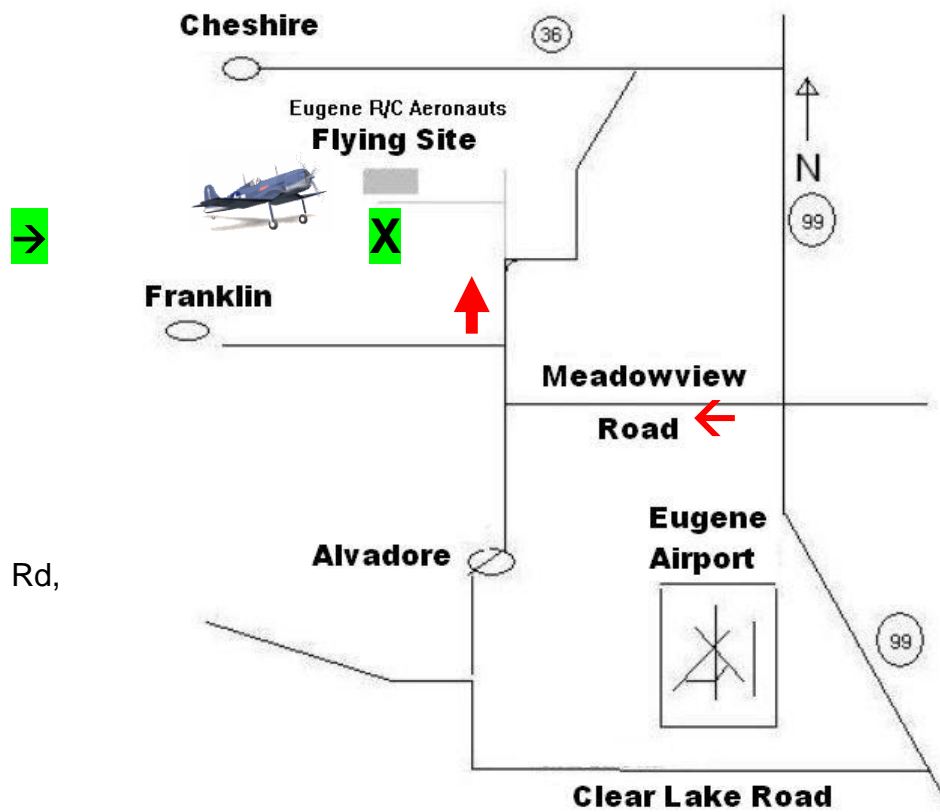 Cheshire
36
Eugene R/C Aeronauts
Flying Site
N
99
→
X
Franklin
Meadowview
Road
Eugene
Airport
Alvadore
Rd,
99
Clear Lake Road